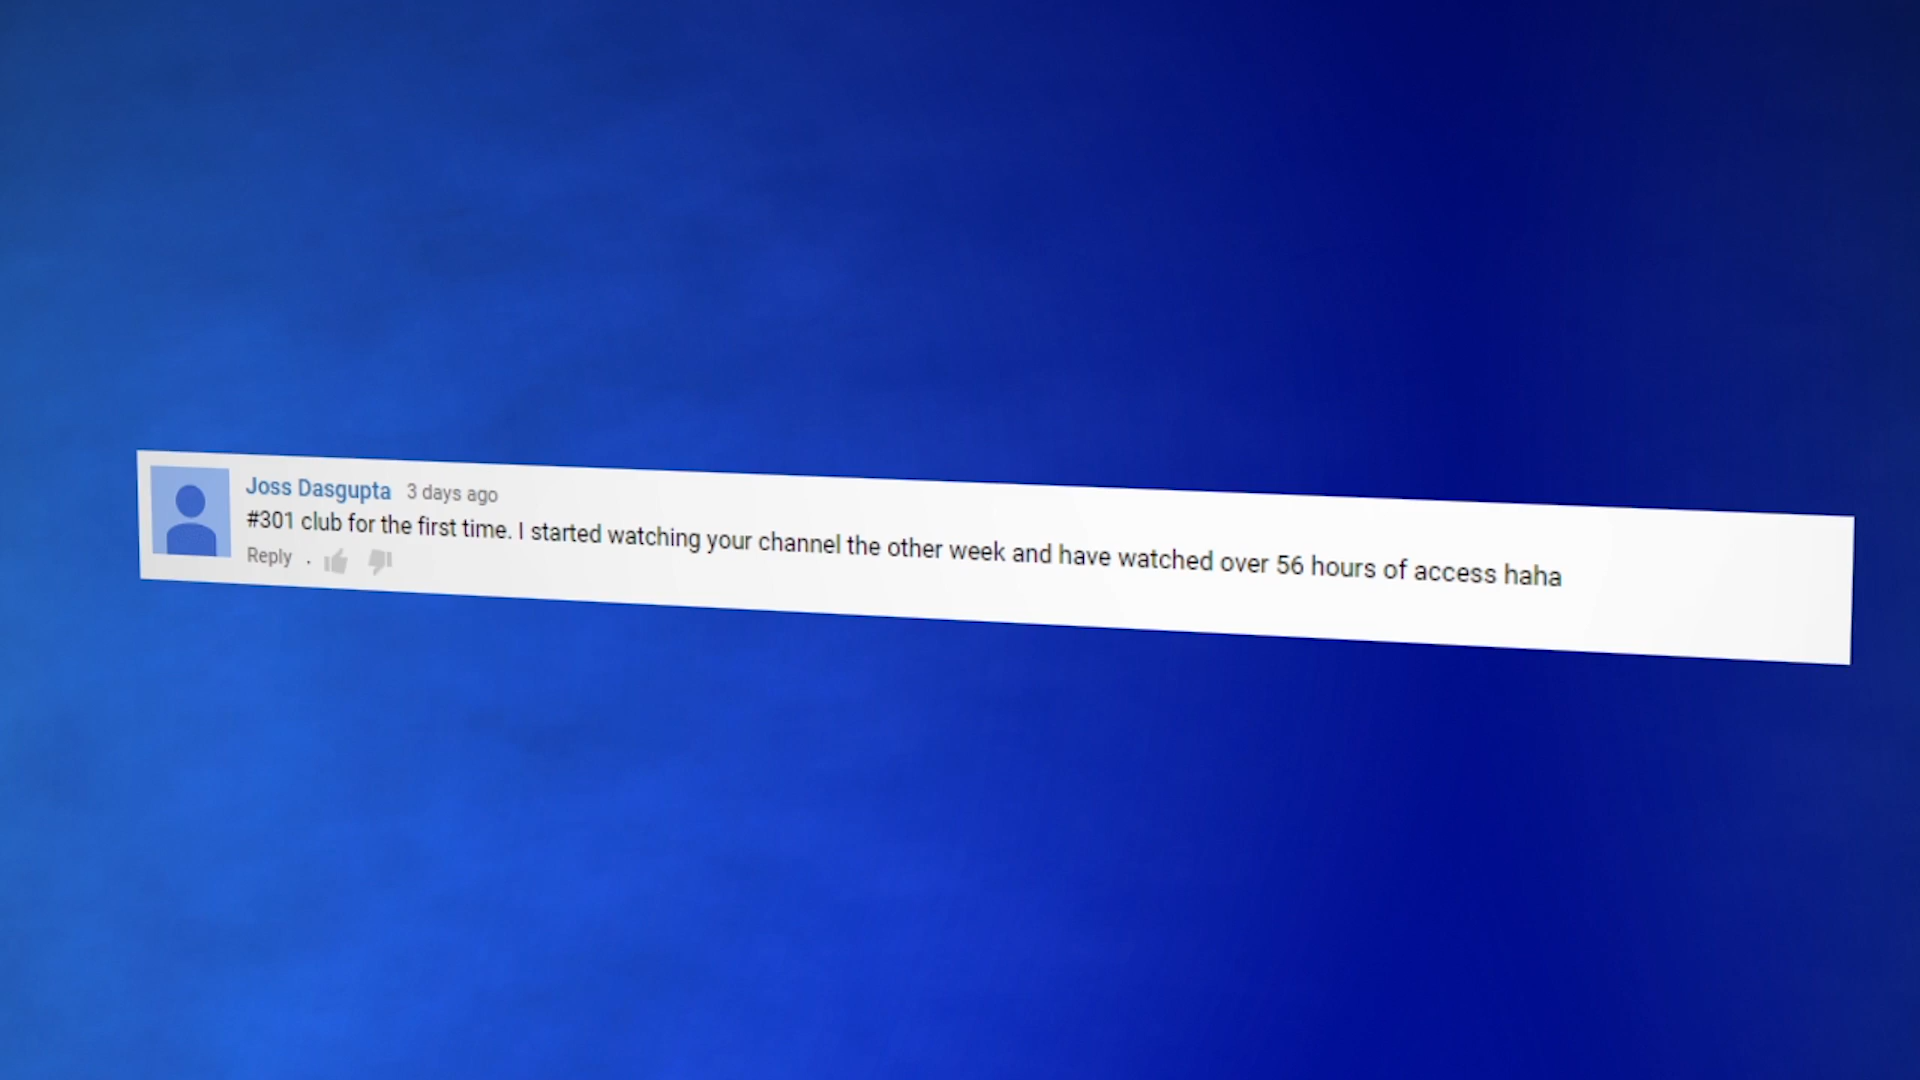 Joss Dasgupta 3 days ago
#301 club for the first time. I started watching your channel the other week and have watched over 56 hours of access haha
Reply .